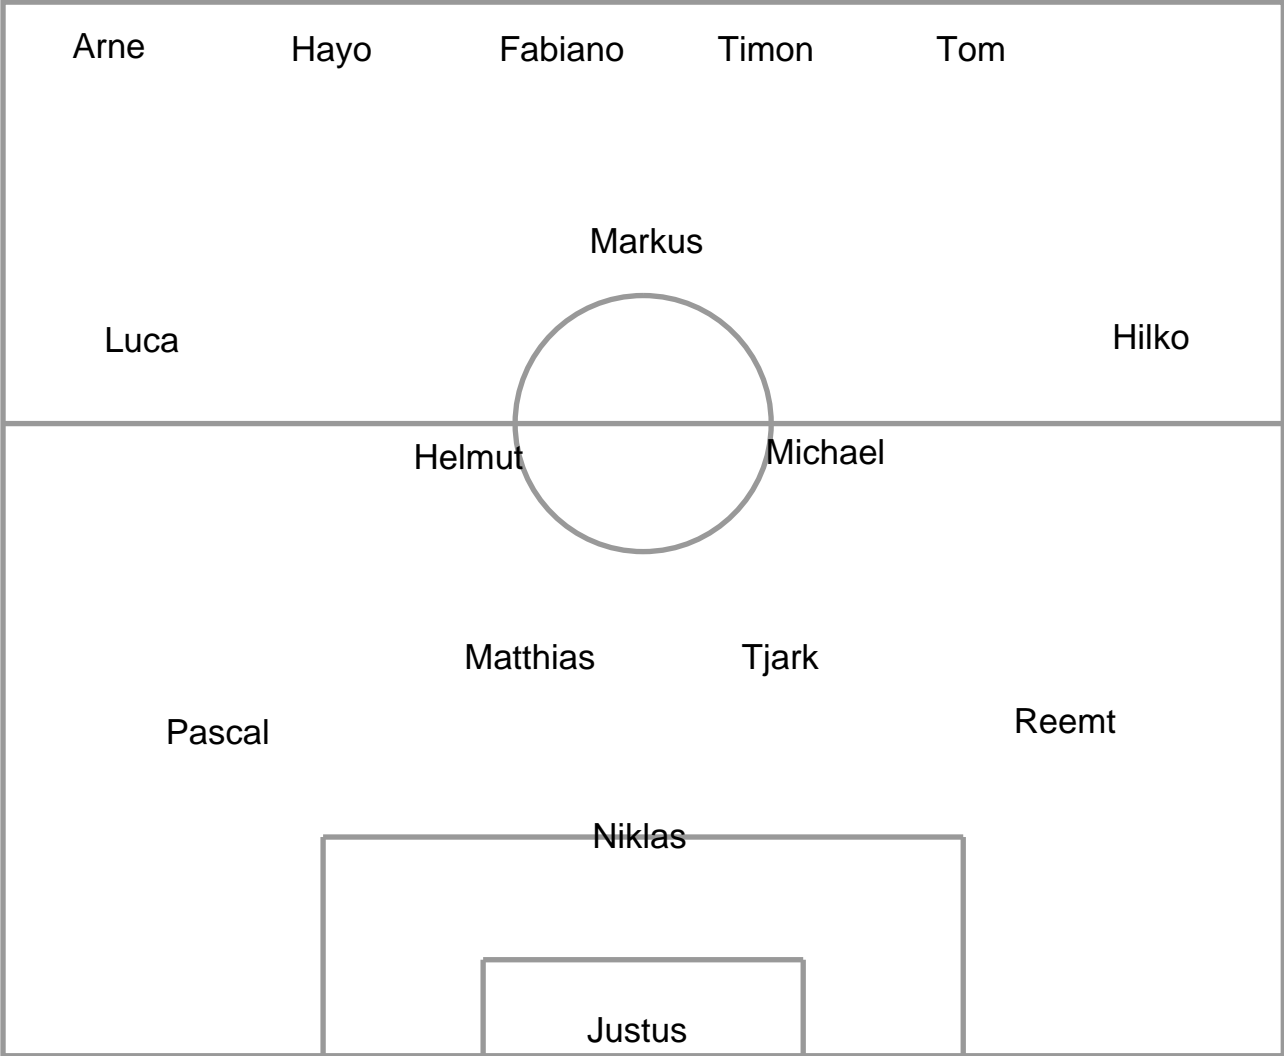 Arne Hayo Fabiano Timon Tom
Markus
Luca Hilko
Helmut Michael
Matthias Tjark
Pascal Reemt
Niklas
Justus